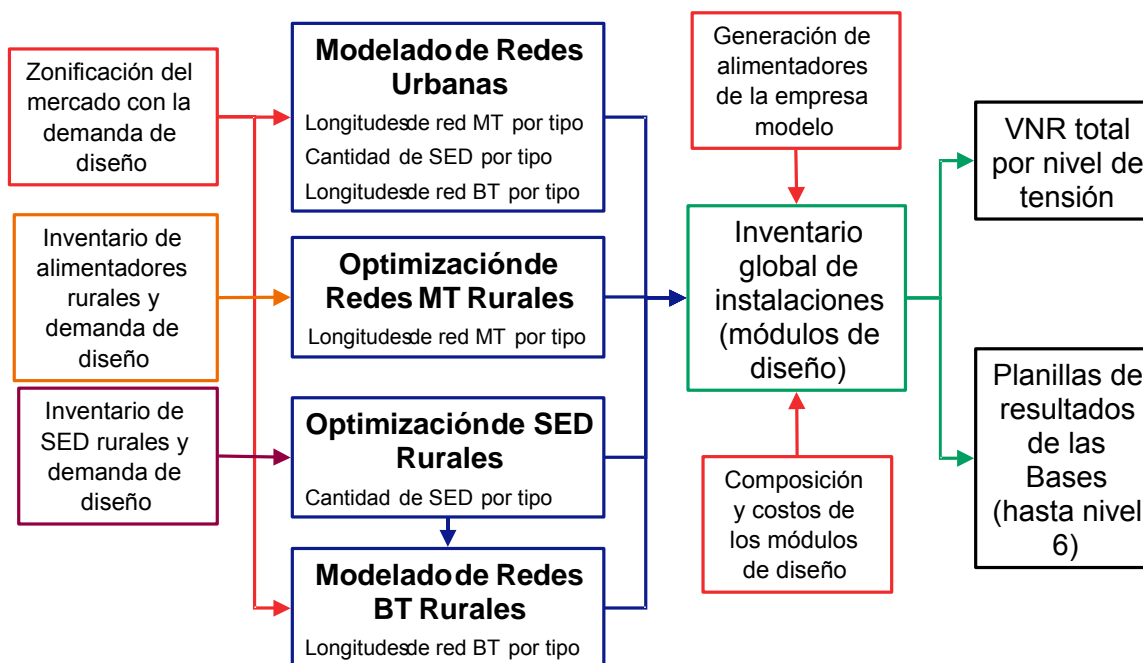 Zonificación del
mercado con la
demanda de
diseño
Inventario de
alimentadores
rurales y
demanda de
diseño
Inventario de
SED rurales y
demanda de
diseño
Modelado de Redes
Urbanas
Longitudes de red MT por tipo
Cantidad de SED por tipo
Longitudes de red BT por tipo
Optimización de
Redes MT Rurales
Longitudes de red MT por tipo
Optimización de SED
Rurales
Cantidad de SED por tipo
Modelado de Redes
BT Rurales
Longitudes de red BT por tipo
Generación de
alimentadores
de la empresa
modelo
Inventario
global de
instalaciones
(módulos de
diseño)
Composición
y costos de
los módulos
de diseño
VNR total
por nivel de
tensión
Planillas de
resultados
de las
Bases
(hasta nivel
6)